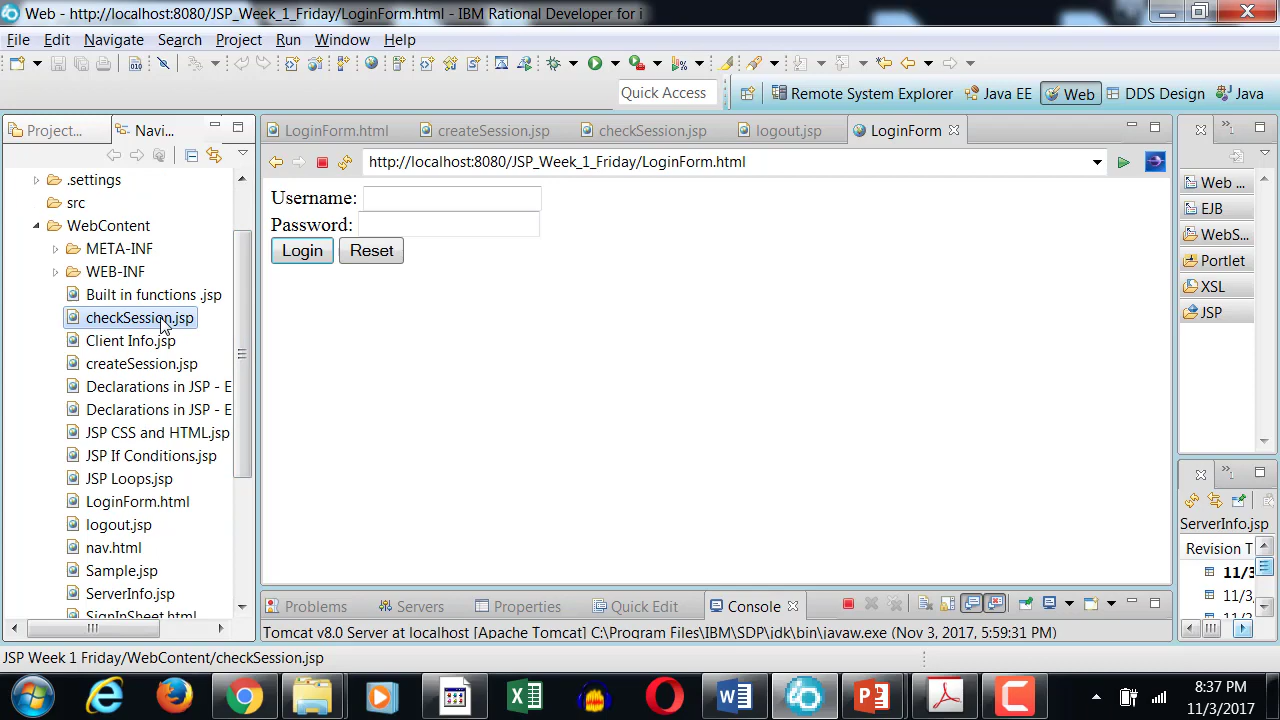 Web - http://localhost:8080/JSP_Week_1_Friday/LoginForm.html - IBM Rational Developer for i
File Edit Navigate Search Project Run Window Help
Quick Access
Remote System Explorer Java EE Web DDS Design Java
Project... Navi... LoginForm.html createSession.jsp checkSession.jsp logout.jsp LoginForm
http://localhost:8080/JSP_Week_1_Friday/LoginForm.html
.settings
src
WebContent
META-INF
WEB-INF
Built in functions .jsp
checkSession.jsp
Client Info.jsp
createSession.jsp
Declarations in JSP - E
Declarations in JSP - E
JSP CSS and HTML.jsp
JSP If Conditions.jsp
JSP Loops.jsp
LoginForm.html
logout.jsp
nav.html
Sample.jsp
ServerInfo.jsp
SignInSheet.html
Username:
Password:
Login Reset
Web ...
EJB
WebS...
Portlet
XSL
JSP
ServerInfo.jsp
Revision T
11/3
11/3,
Problems Servers Properties Quick Edit Console
Tomcat v8.0 Server at localhost [Apache Tomcat] C:\Program Files\IBM\SDP\jdk\bin\javaw.exe (Nov 3, 2017, 5:59:31 PM)
JSP Week 1 Friday/WebContent/checkSession.jsp
8:37 PM
11/3/2017